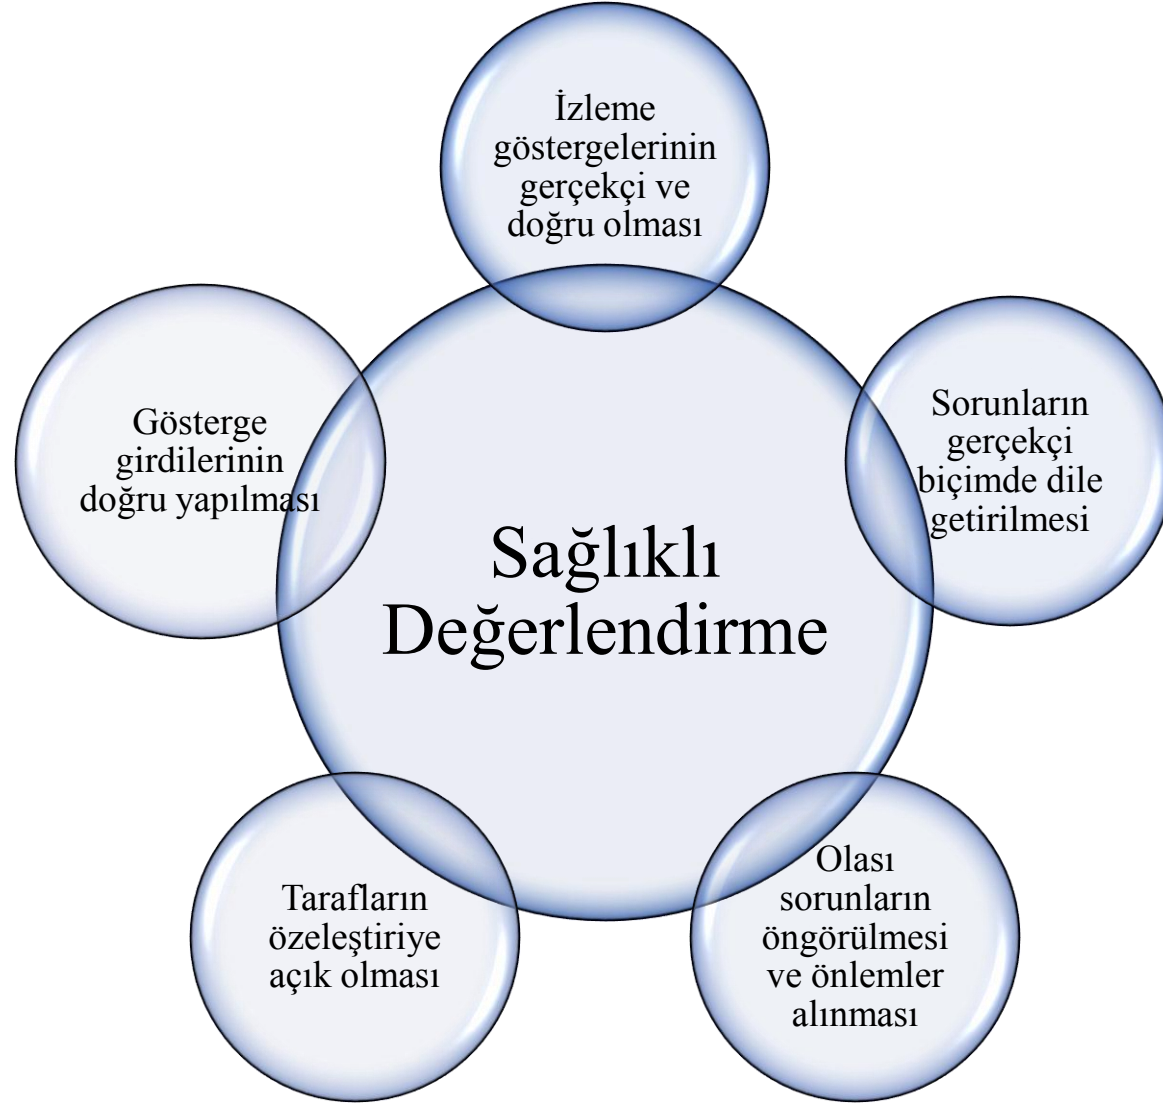 İzleme
göstergelerinin
gerçekçi ve
doğru olması
Sorunların
gerçekçi
biçimde dile
getirilmesi
Gösterge
girdilerinin
doğru yapılması
Sağlıklı
Değerlendirme
Olası
sorunların
öngörülmesi
ve önlemler
alınması
Tarafların
özeleştiriye
açık olması